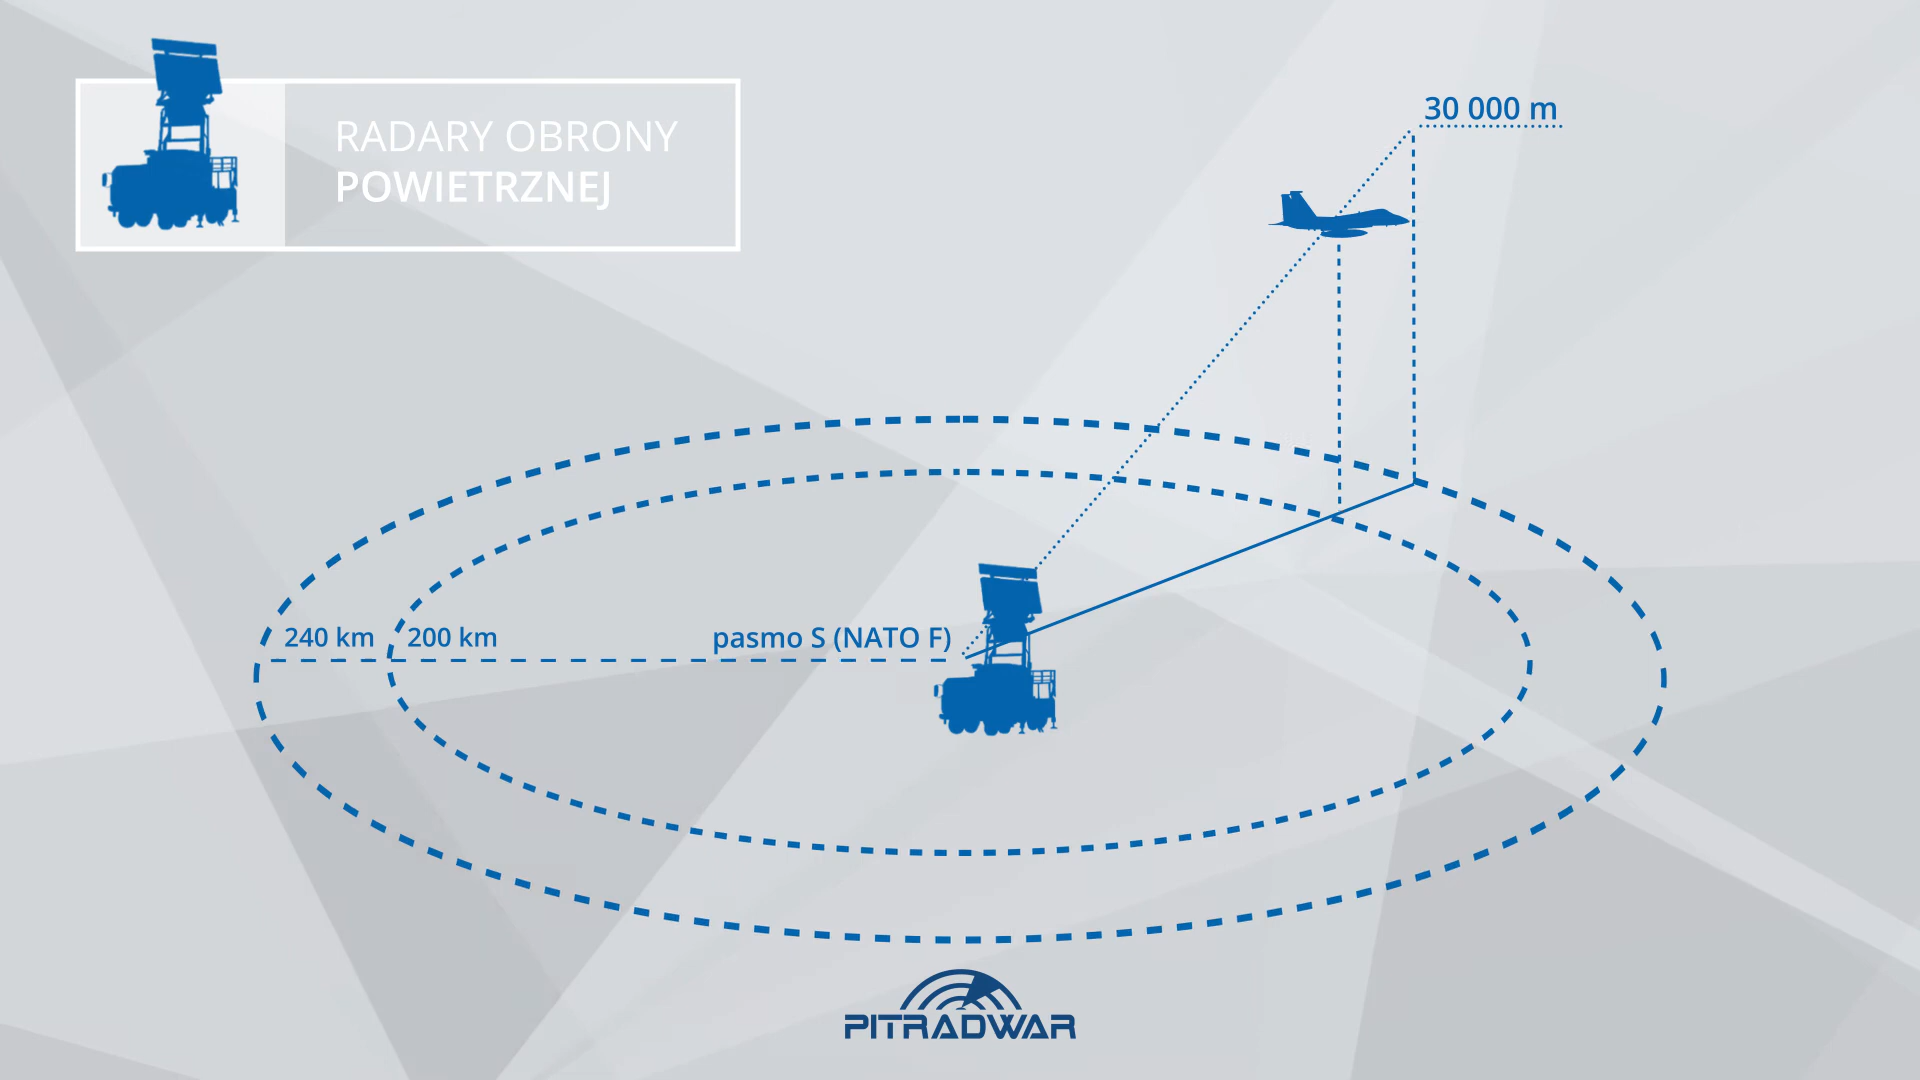 RADARY OBRONY
POWIETRZNEJ
30 000 m
240 km
200 km
pasmo S (NATO F)
PITRADWAR